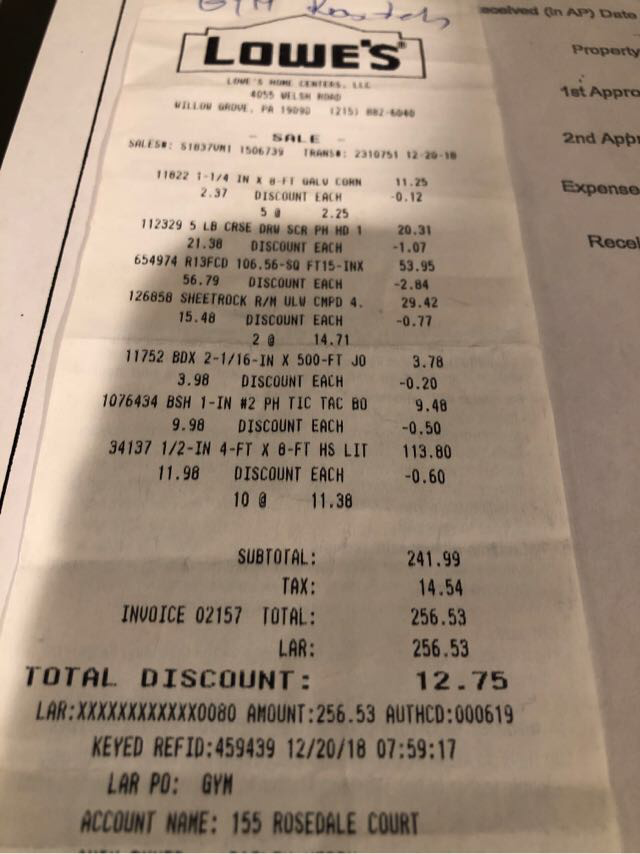 GYM
LOWE'S
LOWE'S HOME CENTERS, LLC
4055 WELSH ROAD
WILLOW GROVE, PA 19090 (215) 882-6040
- SALE -
SALES#: S1837VM1 1506739 TRANS#: 2310751 12-20-18
11822 1-1/4 IN X 8-FT GALV CORN 11.25
2.37 DISCOUNT EACH -0.12
5 @ 2.25
112329 5 LB CRSE DRW SCR PH HD 1 20.31
21.38 DISCOUNT EACH -1.07
654974 R13FCD 106.56-SQ FT15-INX 53.95
56.79 DISCOUNT EACH -2.84
126858 SHEETROCK R/M ULW CMPD 4. 29.42
15.48 DISCOUNT EACH -0.77
2 @ 14.71
11752 BDX 2-1/16-IN X 500-FT JO 3.78
3.98 DISCOUNT EACH -0.20
1076434 BSH 1-IN #2 PH TIC TAC BO 9.48
9.98 DISCOUNT EACH -0.50
34137 1/2-IN 4-FT X 8-FT HS LIT 113.80
11.98 DISCOUNT EACH -0.60
10 @ 11.38
SUBTOTAL: 241.99
TAX: 14.54
INVOICE 02157 TOTAL: 256.53
LAR: 256.53
TOTAL DISCOUNT: 12.75
LAR:XXXXXXXXXXXX0080 AMOUNT:256.53 AUTHCD:000619
KEYED REFID:459439 12/20/18 07:59:17
LAR PO: GYM
ACCOUNT NAME: 155 ROSEDALE COURT
eceived (in AP) Date
Property
1st Appro
2nd Appr
Expense
Recei